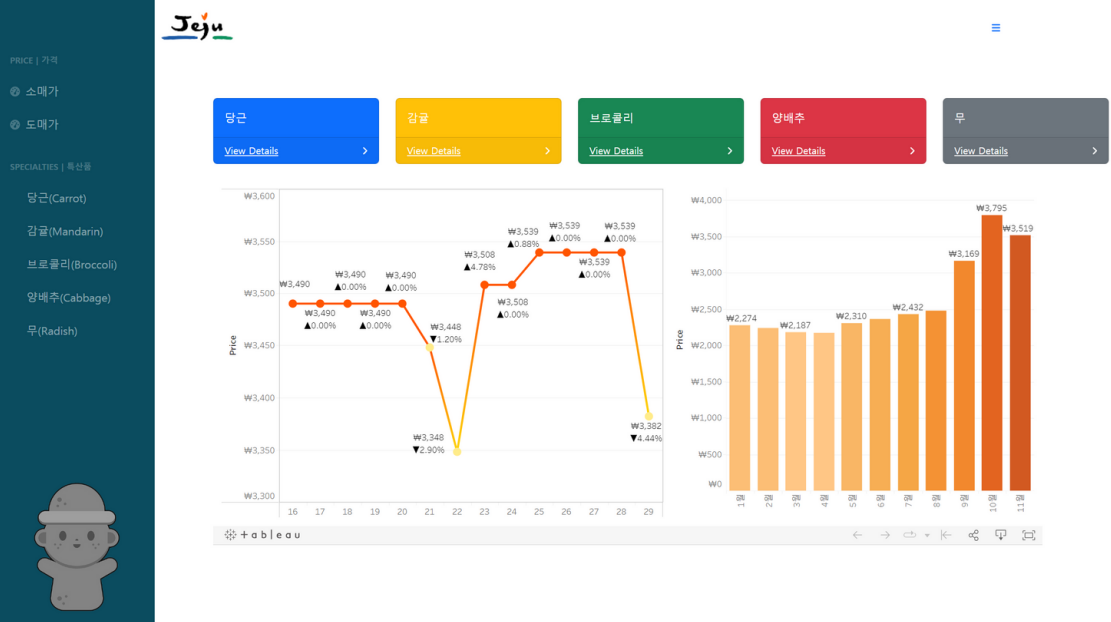 Jeju
PRICE | 가격
소매가
도매가
SPECIALTIES | 특산품
당근(Carrot)
감귤(Mandarin)
브로콜리(Broccoli)
양배추(Cabbage)
무(Radish)
당근
View Details
감귤
View Details
브로콜리
View Details
양배추
View Details
무
View Details
Price
₩3,600
₩3,550
₩3,500
₩3,450
₩3,400
₩3,350
₩3,300
₩3,490
₩3,490
▲0.00%
₩3,490
▲0.00%
₩3,490
▲0.00%
₩3,490
▲0.00%
₩3,448
▼1.20%
₩3,348
▼2.90%
₩3,508
▲4.78%
₩3,508
▲0.00%
₩3,539
▲0.88%
₩3,539
▲0.00%
₩3,539
▲0.00%
₩3,539
▲0.00%
₩3,382
▼4.44%
16 17 18 19 20 21 22 23 24 25 26 27 28 29
Price
₩4,000
₩3,500
₩3,000
₩2,500
₩2,000
₩1,500
₩1,000
₩500
₩0
₩2,274
₩2,187
₩2,310
₩2,432
₩3,169
₩3,795
₩3,519
1월 2월 3월 4월 5월 6월 7월 8월 9월 10월 11월
+ableau